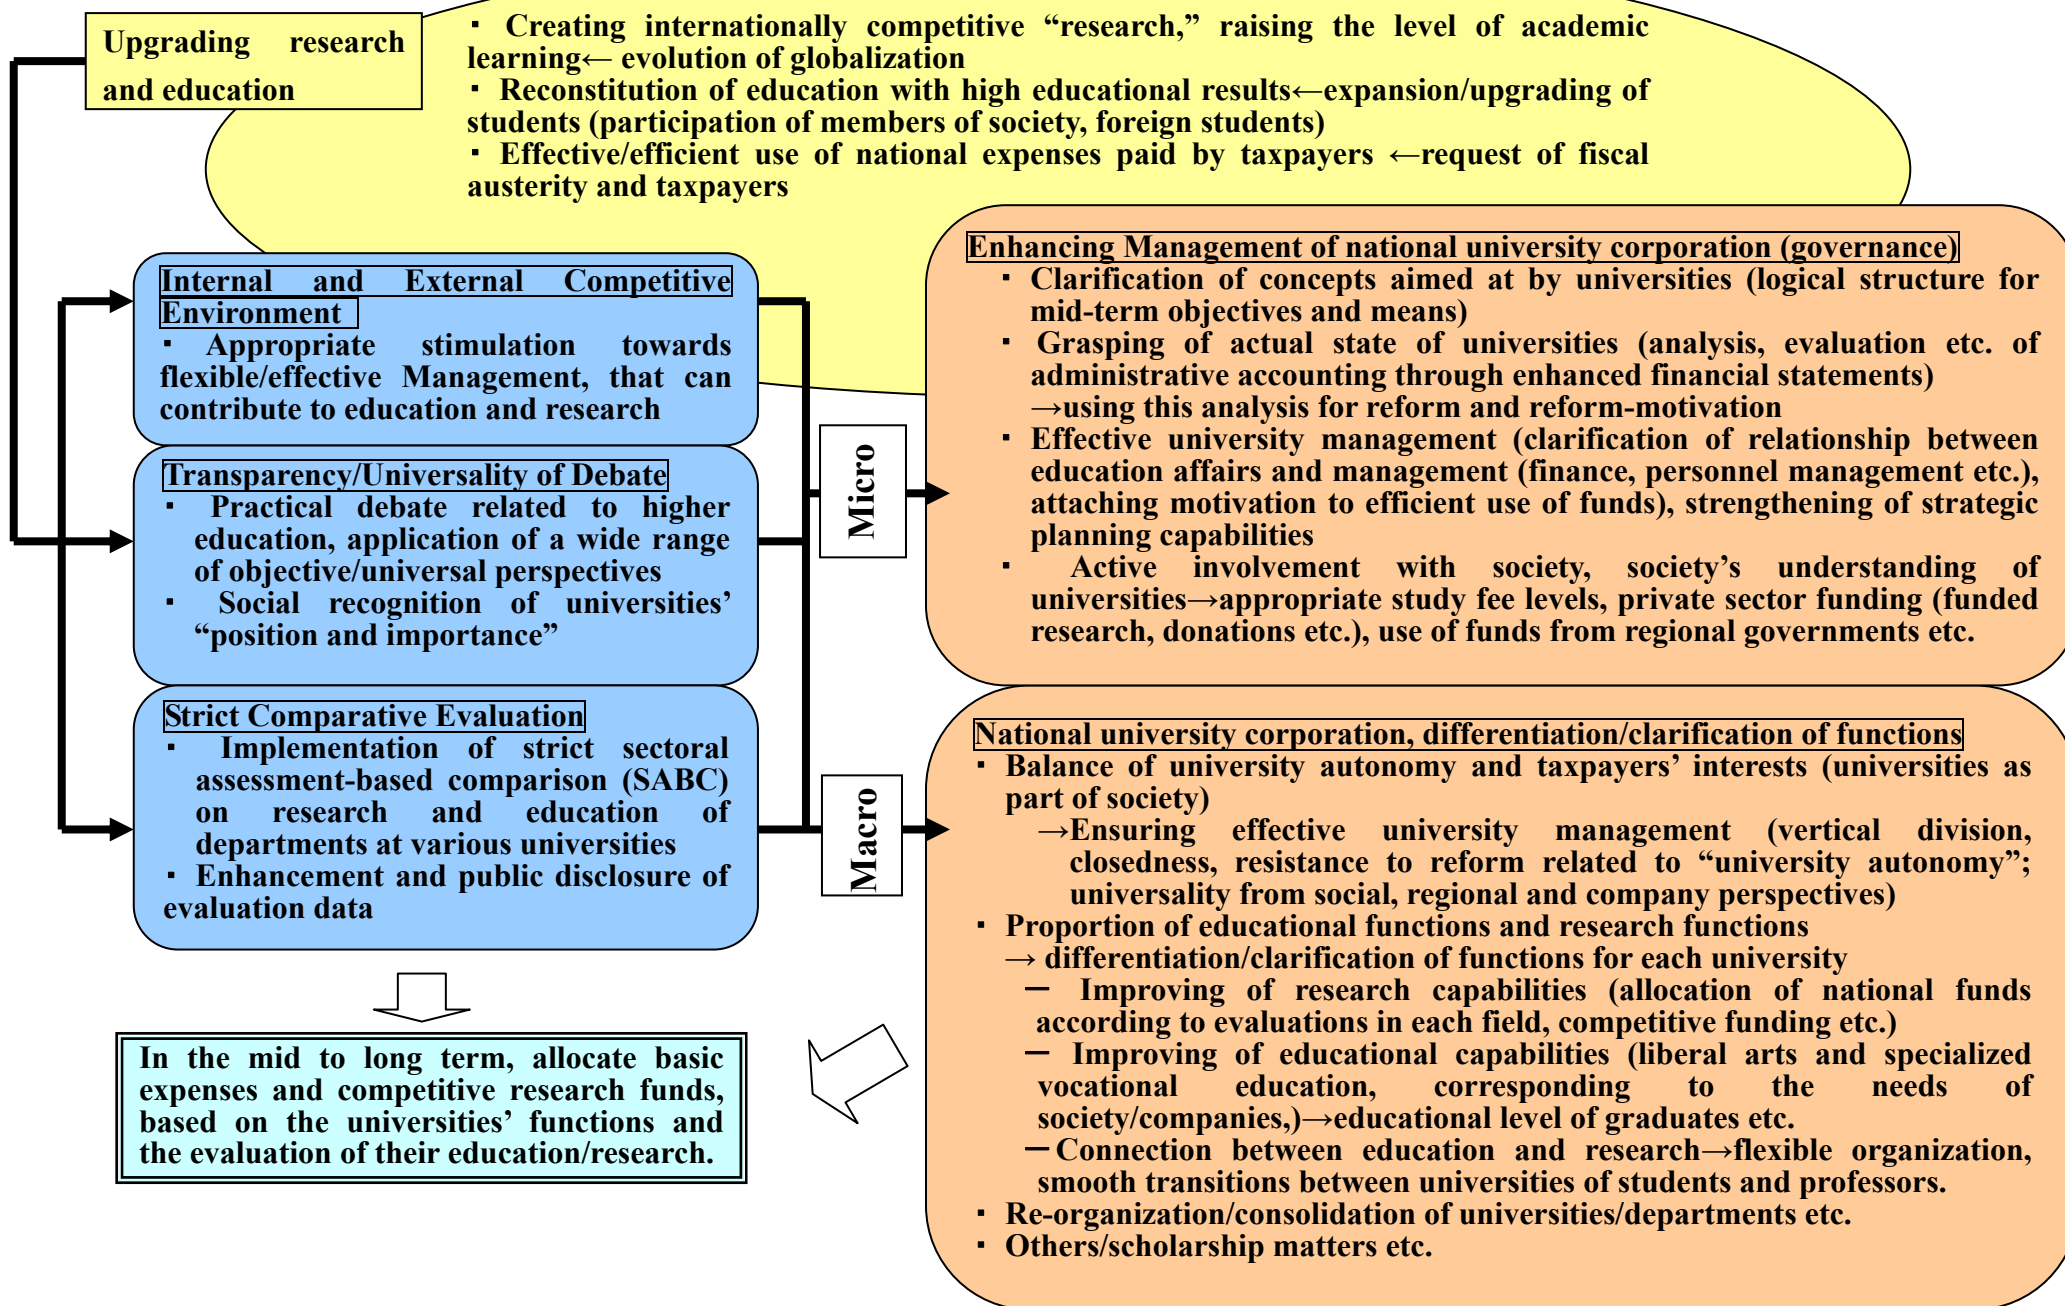 Upgrading research
and education
· Creating internationally competitive “research,” raising the level of academic
learning← evolution of globalization
· Reconstitution of education with high educational results←expansion/upgrading of
students (participation of members of society, foreign students)
· Effective/efficient use of national expenses paid by taxpayers ←request of fiscal
austerity and taxpayers
Internal and External Competitive
Environment
· Appropriate stimulation towards
flexible/effective Management, that can
contribute to education and research
Transparency/Universality of Debate
· Practical debate related to higher
education, application of a wide range
of objective/universal perspectives
· Social recognition of universities’
“position and importance”
Strict Comparative Evaluation
· Implementation of strict sectoral
assessment-based comparison (SABC)
on research and education of
departments at various universities
· Enhancement and public disclosure of
evaluation data
In the mid to long term, allocate basic
expenses and competitive research funds,
based on the universities’ functions and
the evaluation of their education/research.
Micro
Macro
Enhancing Management of national university corporation (governance)
· Clarification of concepts aimed at by universities (logical structure for
mid-term objectives and means)
· Grasping of actual state of universities (analysis, evaluation etc. of
administrative accounting through enhanced financial statements)
→using this analysis for reform and reform-motivation
· Effective university management (clarification of relationship between
education affairs and management (finance, personnel management etc.),
attaching motivation to efficient use of funds), strengthening of strategic
planning capabilities
· Active involvement with society, society’s understanding of
universities→appropriate study fee levels, private sector funding (funded
research, donations etc.), use of funds from regional governments etc.
National university corporation, differentiation/clarification of functions
· Balance of university autonomy and taxpayers’ interests (universities as
part of society)
→Ensuring effective university management (vertical division,
closedness, resistance to reform related to “university autonomy”;
universality from social, regional and company perspectives)
· Proportion of educational functions and research functions
→ differentiation/clarification of functions for each university
— Improving of research capabilities (allocation of national funds
according to evaluations in each field, competitive funding etc.)
— Improving of educational capabilities (liberal arts and specialized
vocational education, corresponding to the needs of
society/companies,)→educational level of graduates etc.
— Connection between education and research→flexible organization,
smooth transitions between universities of students and professors.
· Re-organization/consolidation of universities/departments etc.
· Others/scholarship matters etc.